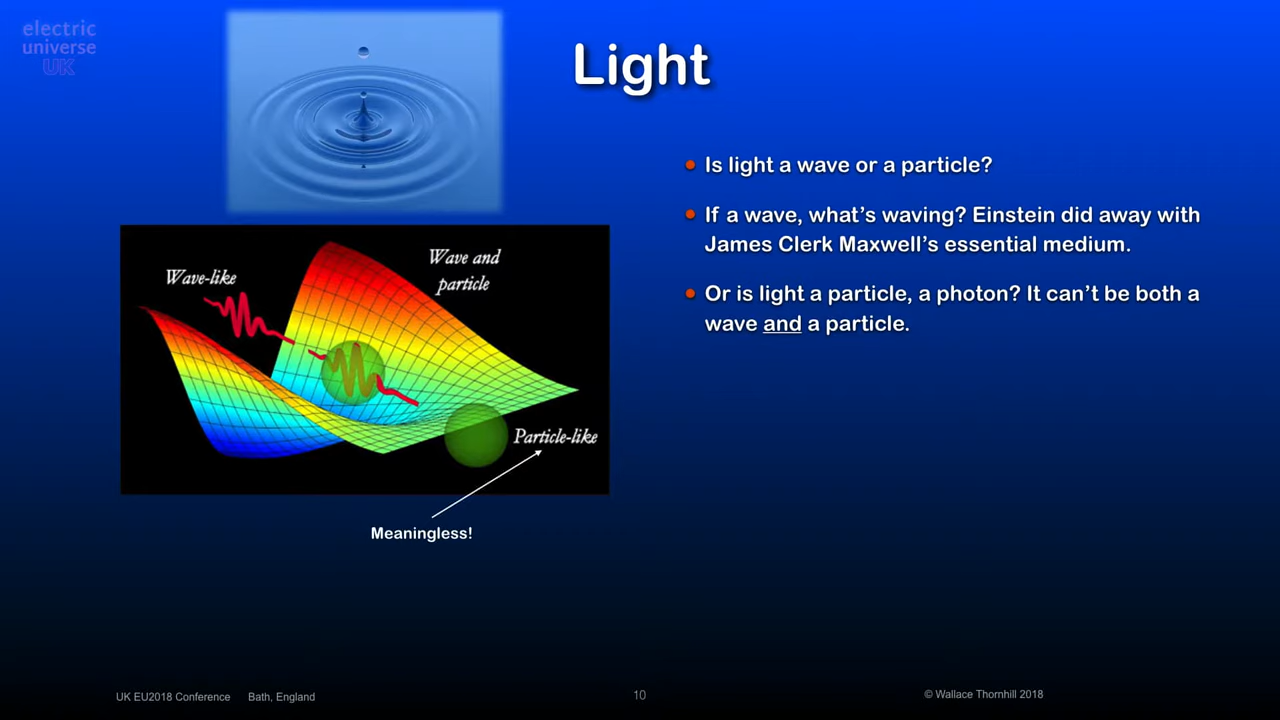 electric
universe
UK
Light
Is light a wave or a particle?
If a wave, what's waving? Einstein did away with
James Clerk Maxwell's essential medium.
Or is light a particle, a photon? It can't be both a
wave and a particle.
Wave-like
Wave and
particle
Particle-like
Meaningless!
UK EU2018 Conference Bath, England
10
© Wallace Thornhill 2018